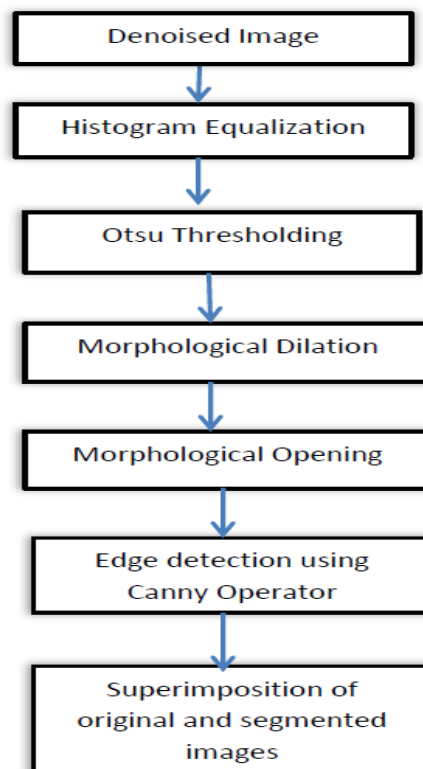 Denoised Image
Histogram Equalization
Otsu Thresholding
Morphological Dilation
Morphological Opening
Edge detection using
Canny Operator
Superimposition of
original and segmented
images